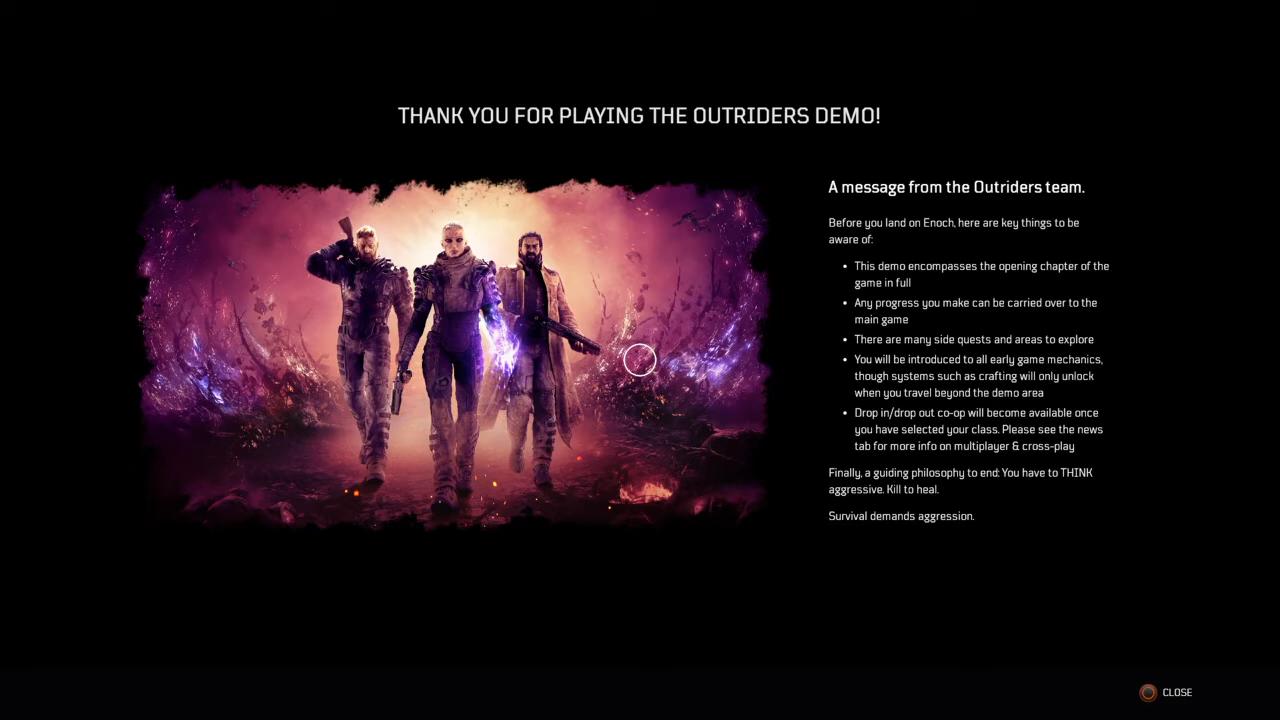 THANK YOU FOR PLAYING THE OUTRIDERS DEMO!
A message from the Outriders team.
Before you land on Enoch, here are key things to be
aware of:
• This demo encompasses the opening chapter of the
game in full
• Any progress you make can be carried over to the
main game
• There are many side quests and areas to explore
• You will be introduced to all early game mechanics,
though systems such as crafting will only unlock
when you travel beyond the demo area
• Drop in/drop out co-op will become available once
you have selected your class. Please see the news
tab for more info on multiplayer & cross-play
Finally, a guiding philosophy to end: You have to THINK
aggressive. Kill to heal.
Survival demands aggression.
CLOSE